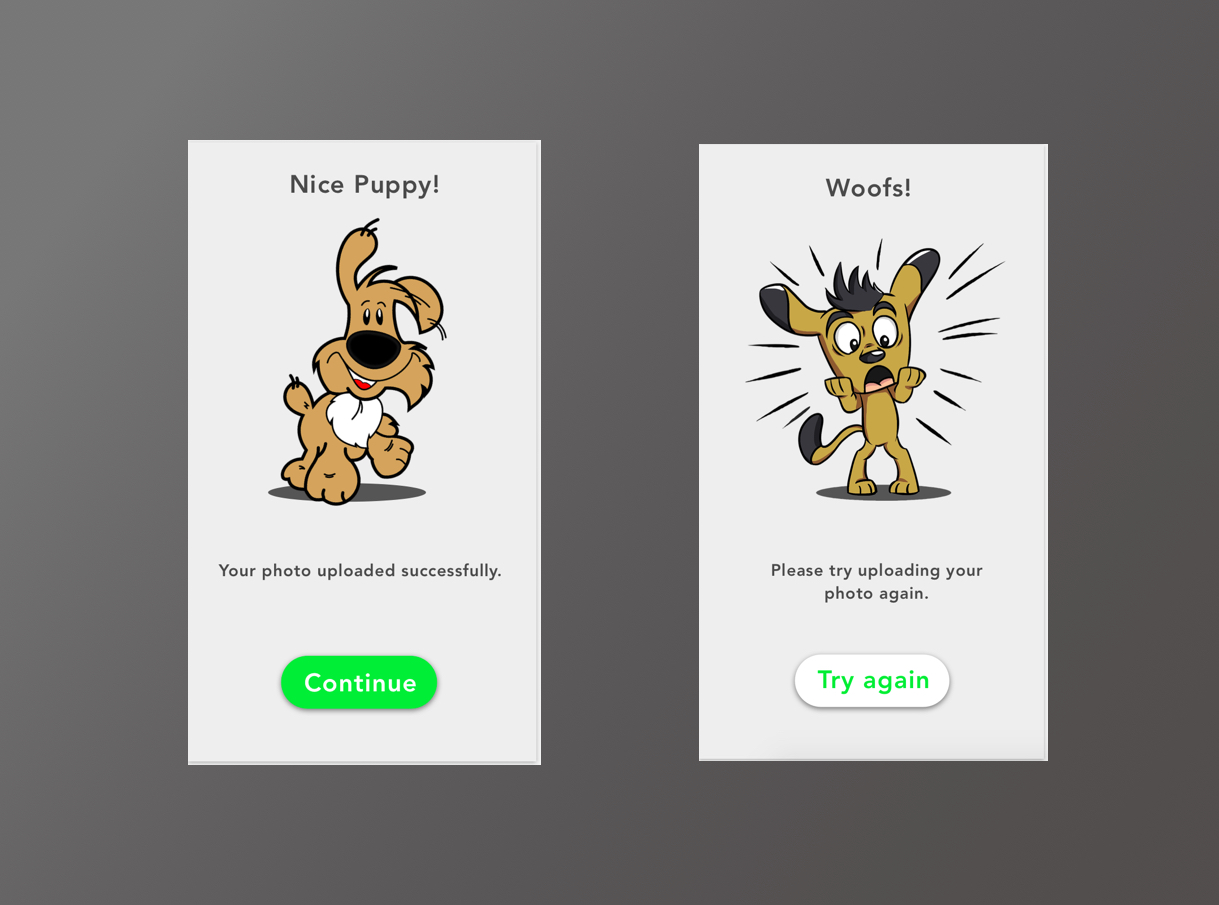 Nice Puppy!
Your photo uploaded successfully.
Continue
Woofs!
Please try uploading your
photo again.
Try again